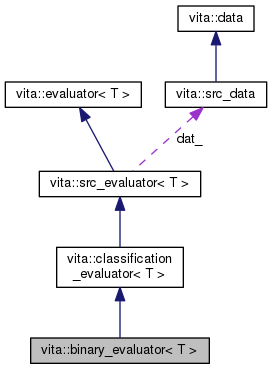 vita::data
vita::evaluator< T >
vita::src_data
dat_
vita::src_evaluator< T >
vita::classification
_evaluator< T >
vita::binary_evaluator< T >